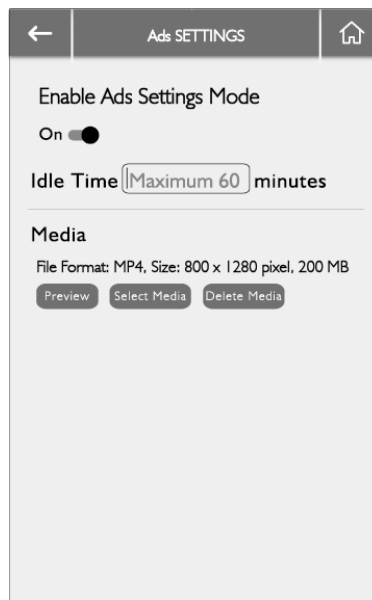 Ads SETTINGS
Enable Ads Settings Mode
On
Idle Time Maximum 60 minutes
Media
File Format: MP4, Size: 800 x 1280 pixel, 200 MB
Preview Select Media Delete Media